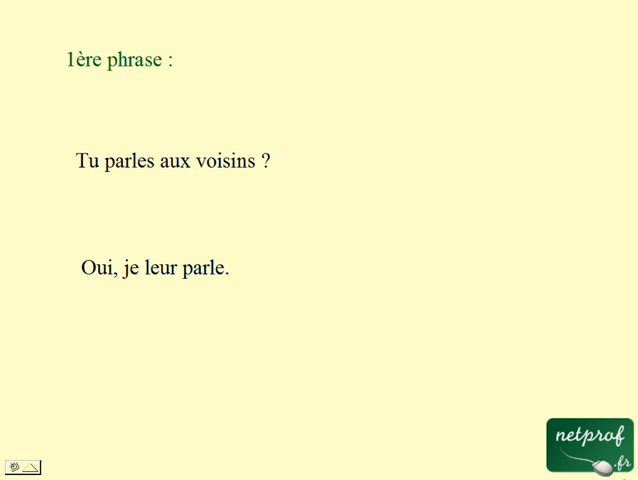 1ère phrase :
Tu parles aux voisins ?
Oui, je leur parle.
netprof
.fr